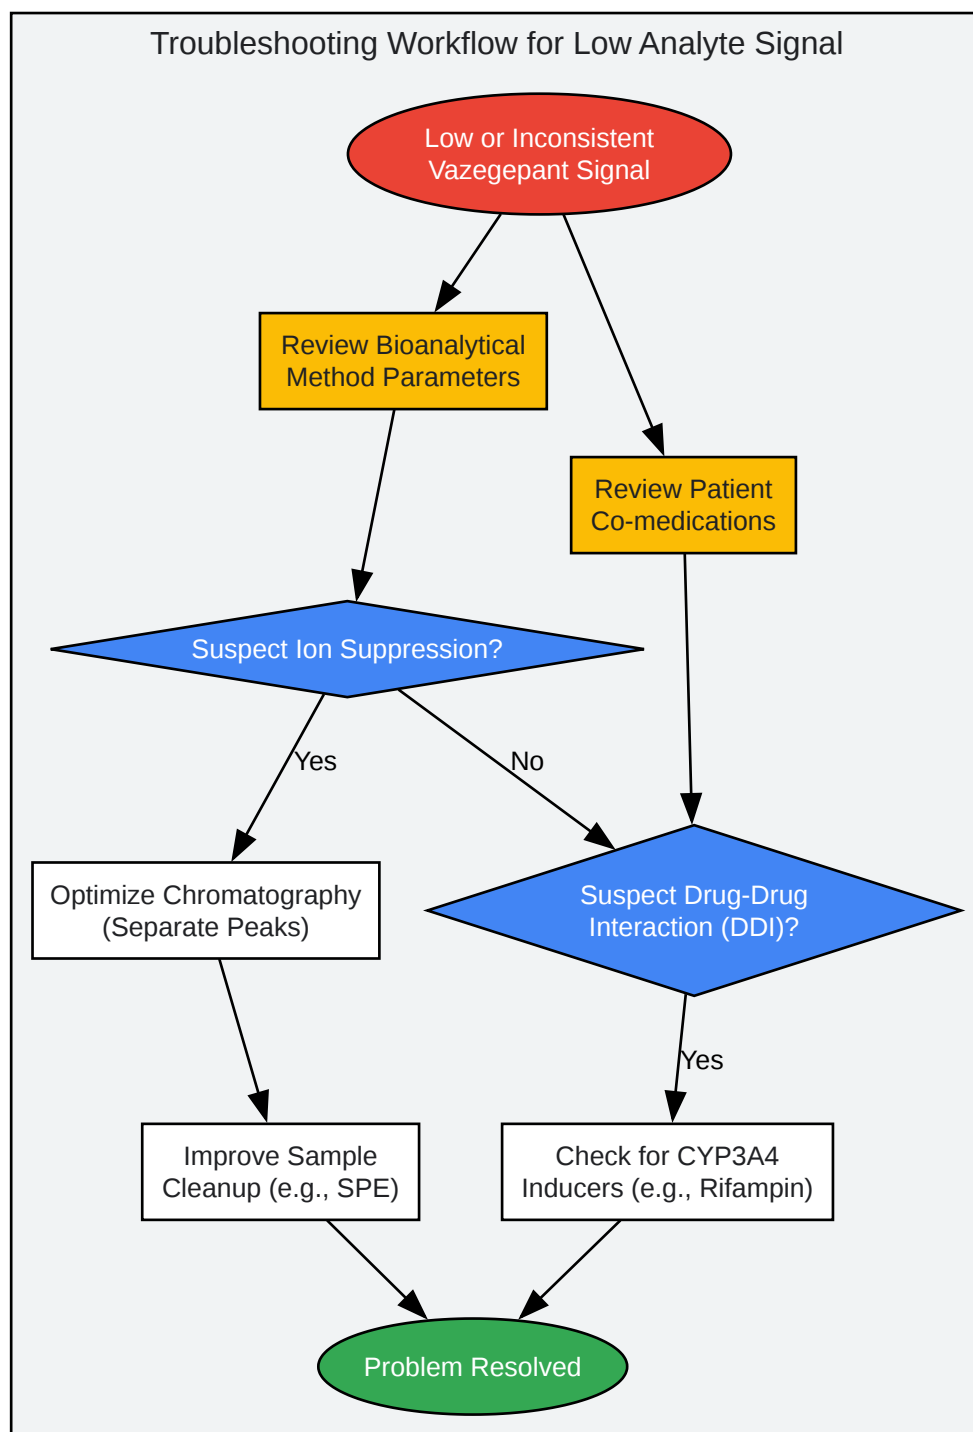 Troubleshooting Workflow for Low Analyte Signal
Low or Inconsistent
Vazegepant Signal
Review Bioanalytical
Method Parameters
Review Patient
Co-medications
Suspect Ion Suppression?
Yes
No
Optimize Chromatography
(Separate Peaks)
Suspect Drug-Drug
Interaction (DDI)?
Yes
Improve Sample
Cleanup (e.g., SPE)
Check for CYP3A4
Inducers (e.g., Rifampin)
Problem Resolved